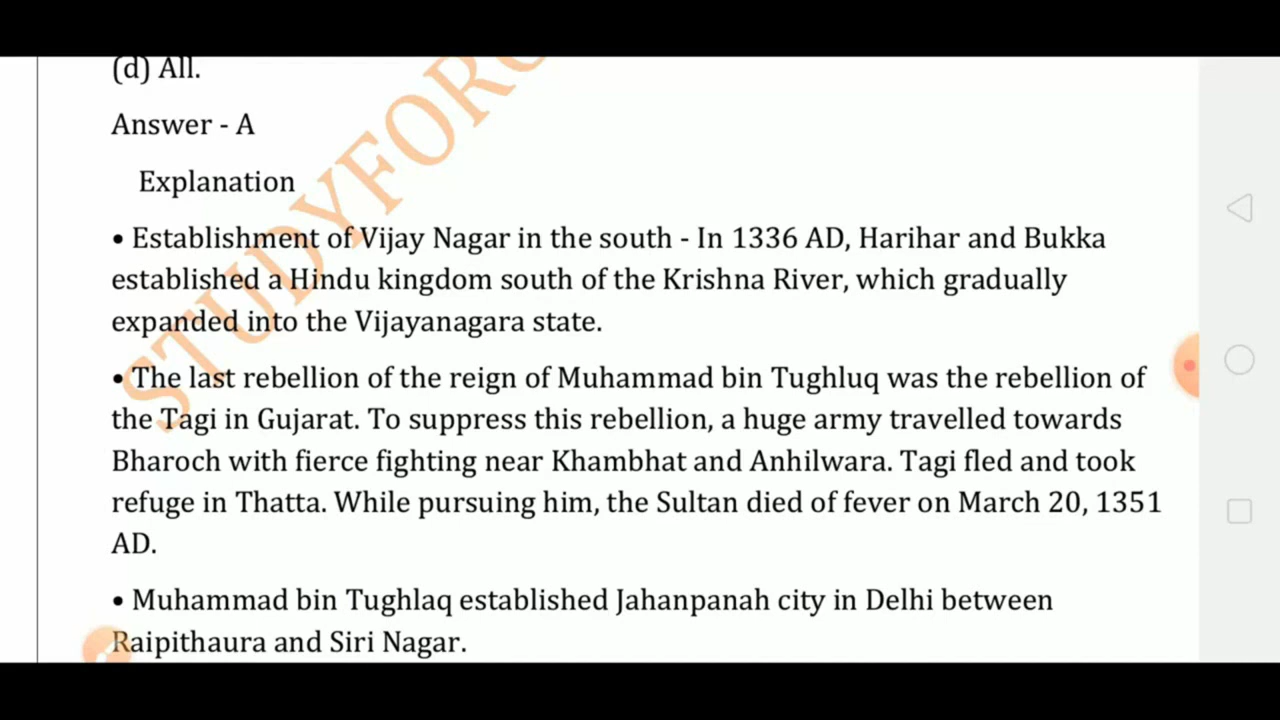 (d) All.
Answer - A
Explanation
• Establishment of Vijay Nagar in the south - In 1336 AD, Harihar and Bukka
established a Hindu kingdom south of the Krishna River, which gradually
expanded into the Vijayanagara state.
• The last rebellion of the reign of Muhammad bin Tughluq was the rebellion of
the Tagi in Gujarat. To suppress this rebellion, a huge army travelled towards
Bharoch with fierce fighting near Khambhat and Anhilwara. Tagi fled and took
refuge in Thatta. While pursuing him, the Sultan died of fever on March 20, 1351
AD.
• Muhammad bin Tughlaq established Jahanpanah city in Delhi between
Raipithaura and Siri Nagar.
STUDYFOR